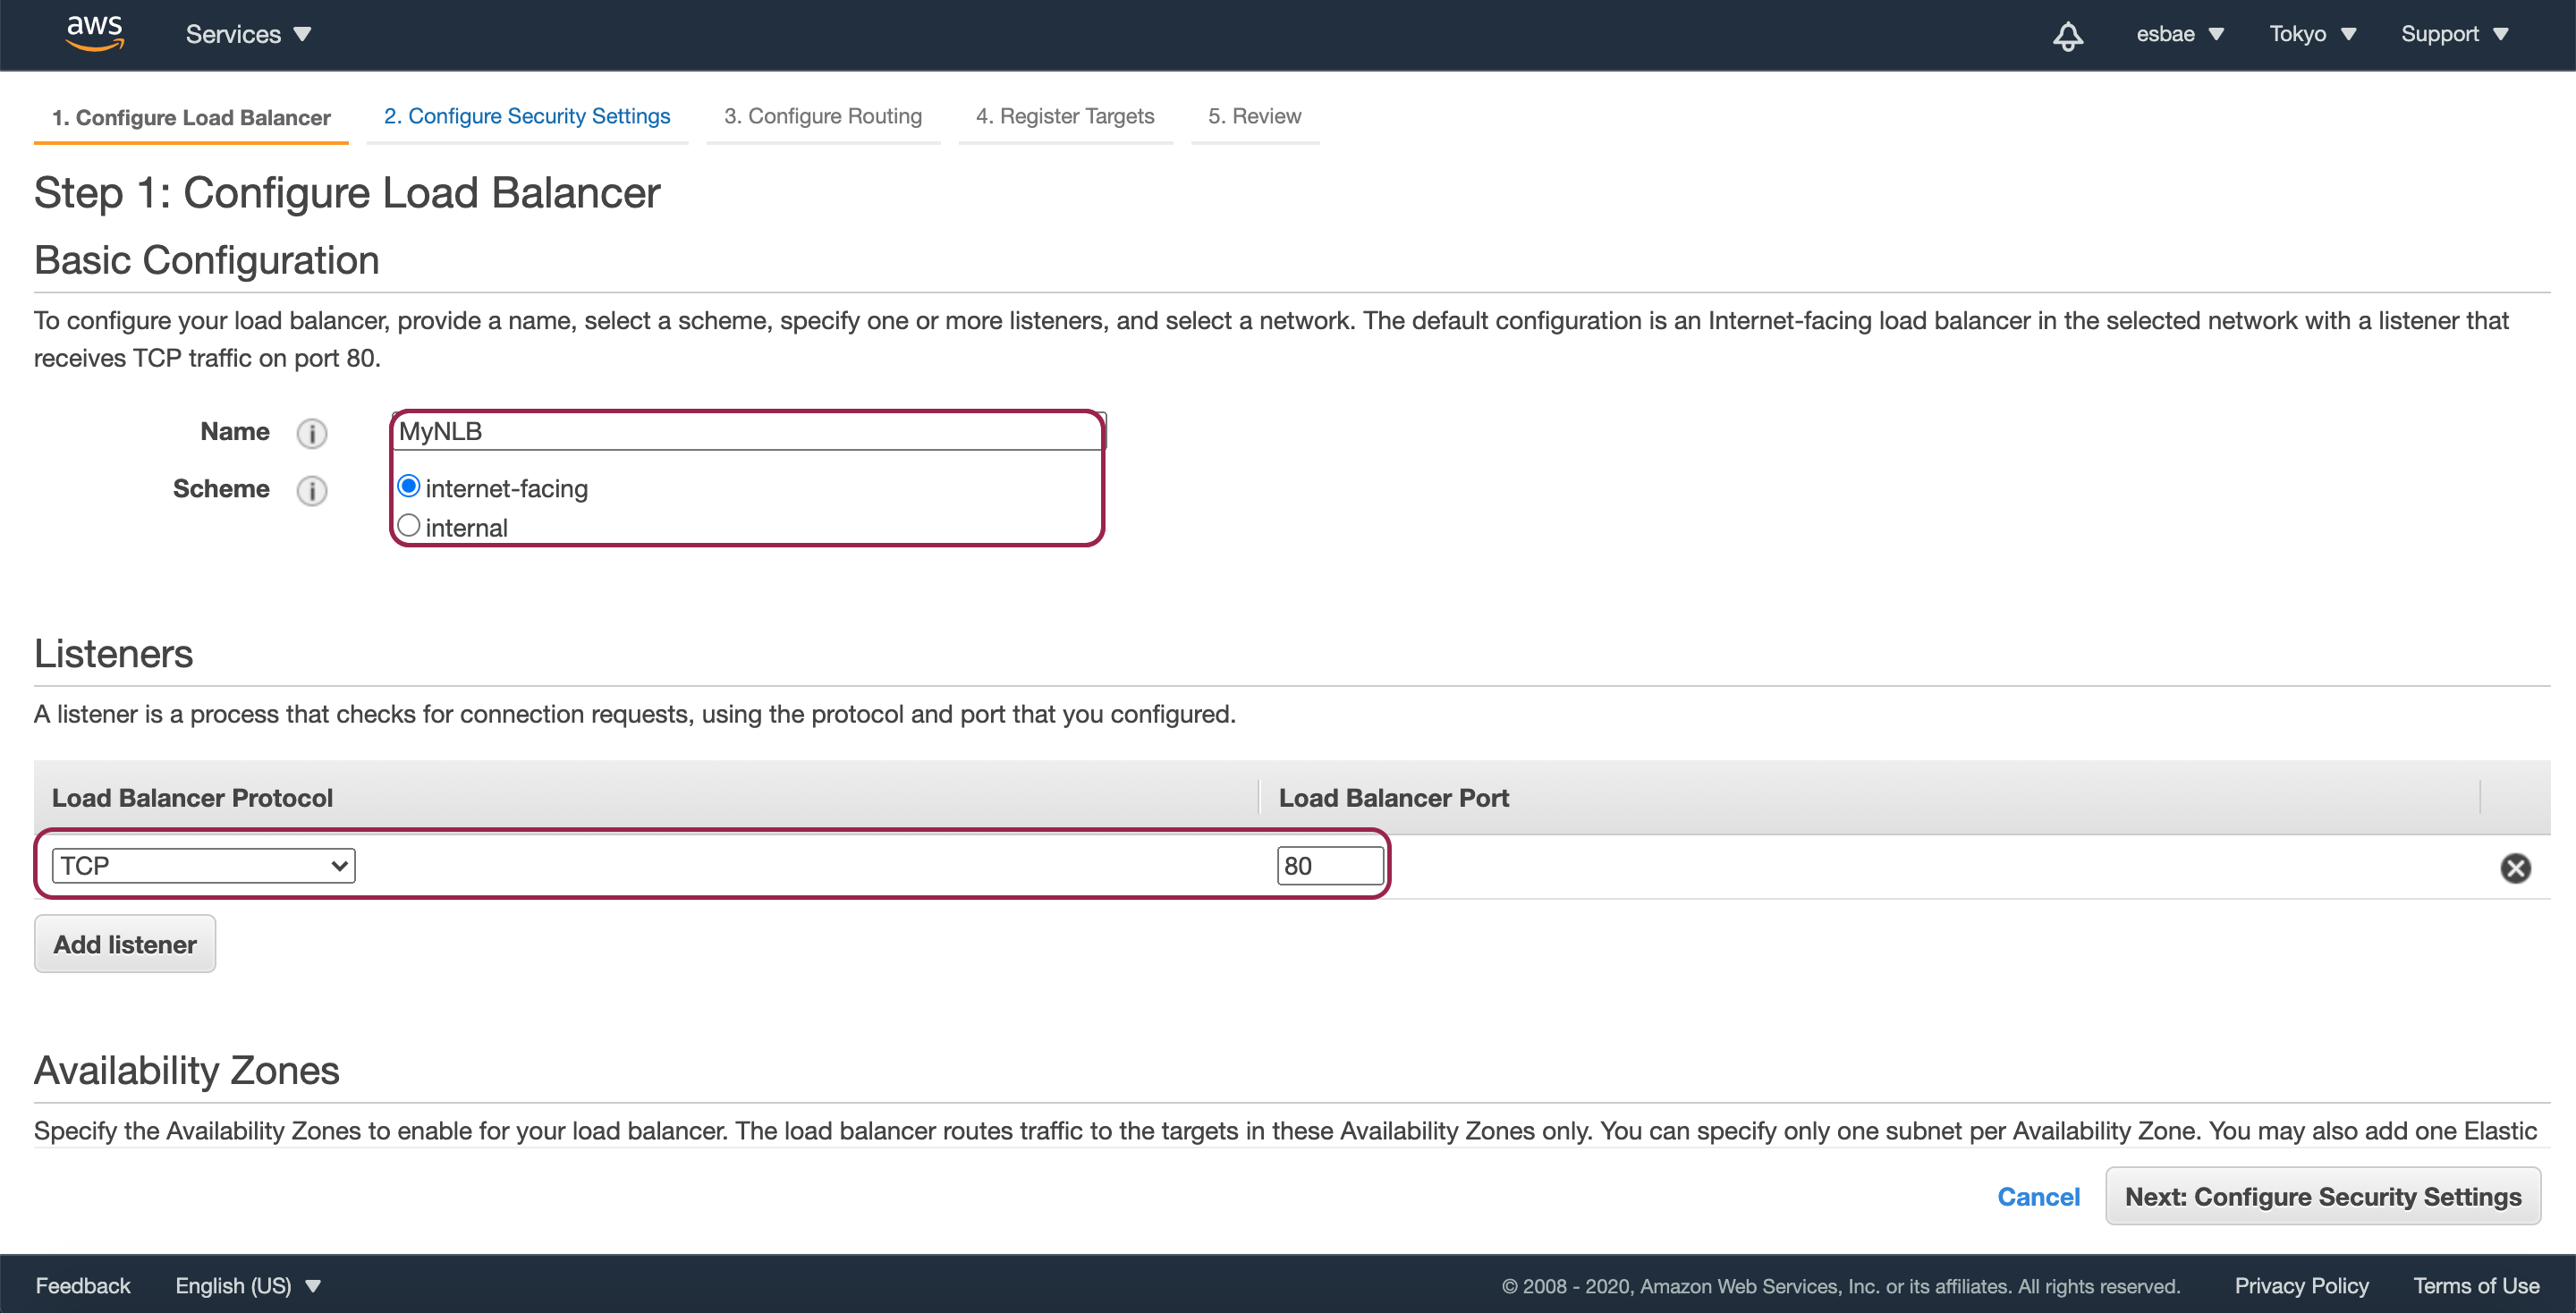 aws
Services
esbae
Tokyo
Support
1. Configure Load Balancer
2. Configure Security Settings
3. Configure Routing
4. Register Targets
5. Review
Step 1: Configure Load Balancer
Basic Configuration
To configure your load balancer, provide a name, select a scheme, specify one or more listeners, and select a network. The default configuration is an Internet-facing load balancer in the selected network with a listener that
receives TCP traffic on port 80.
Name
i
MyNLB
Scheme
i
internet-facing
internal
Listeners
A listener is a process that checks for connection requests, using the protocol and port that you configured.
Load Balancer Protocol
Load Balancer Port
TCP
80
Add listener
Availability Zones
Specify the Availability Zones to enable for your load balancer. The load balancer routes traffic to the targets in these Availability Zones only. You can specify only one subnet per Availability Zone. You may also add one Elastic
Cancel
Next: Configure Security Settings
Feedback
English (US)
© 2008 - 2020, Amazon Web Services, Inc. or its affiliates. All rights reserved.
Privacy Policy
Terms of Use